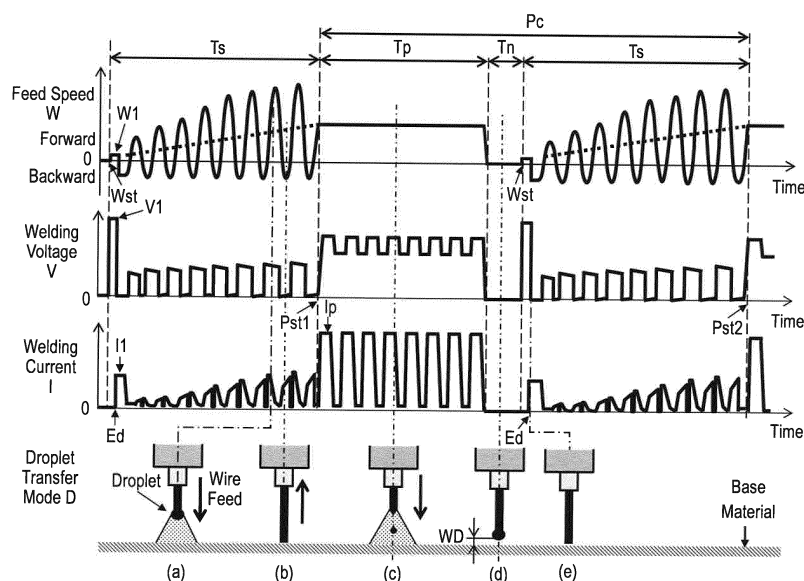 Pc
Ts
Tp
Tn
Ts
Feed Speed
W
W1
Forward
0
Backward
Wst
Wst
Time
V1
Welding
Voltage
V
0
Time
Pst1
Ip
Pst2
Welding
Current
I
I1
0
Time
Ed
Ed
Droplet
Transfer
Mode D
Droplet
Wire
Feed
WD
Base
Material
(a)
(b)
(c)
(d)
(e)